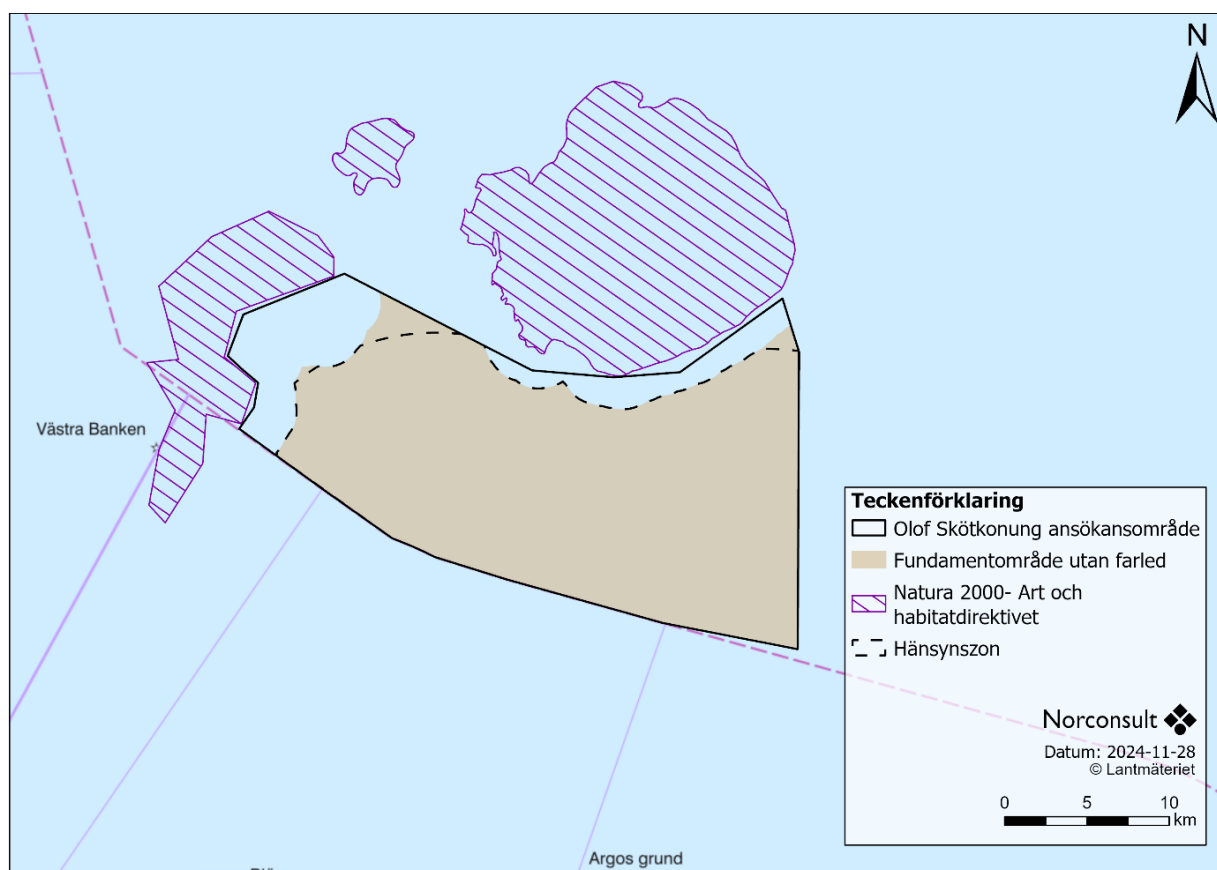 N
Västra Banken
Teckenförklaring
Olof Skötkonung ansökansområde
Fundamentområde utan farled
Natura 2000- Art och
habitatdirektivet
Hänsynszon
Norconsult
Datum: 2024-11-28
© Lantmäteriet
0 5 10
km
Argos grund